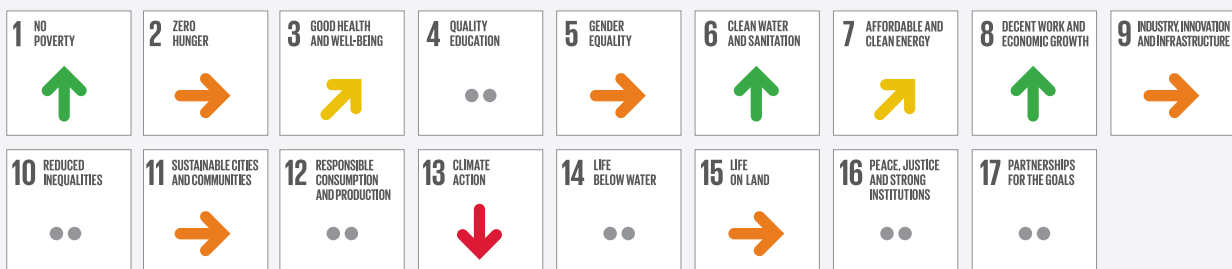 1 NO
POVERTY
2 ZERO
HUNGER
3 GOOD HEALTH
AND WELL-BEING
4 QUALITY
EDUCATION
5 GENDER
EQUALITY
6 CLEAN WATER
AND SANITATION
7 AFFORDABLE AND
CLEAN ENERGY
8 DECENT WORK AND
ECONOMIC GROWTH
9 INDUSTRY, INNOVATION
AND INFRASTRUCTURE
10 REDUCED
INEQUALITIES
11 SUSTAINABLE CITIES
AND COMMUNITIES
12 RESPONSIBLE
CONSUMPTION
AND PRODUCTION
13 CLIMATE
ACTION
14 LIFE
BELOW WATER
15 LIFE
ON LAND
16 PEACE, JUSTICE
AND STRONG
INSTITUTIONS
17 PARTNERSHIPS
FOR THE GOALS